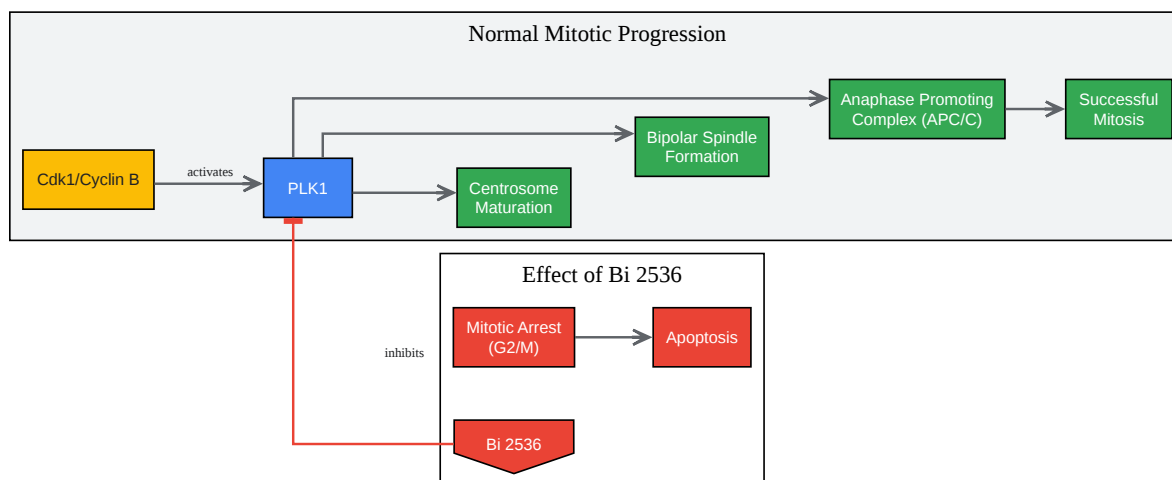 Normal Mitotic Progression
Anaphase Promoting
Complex (APC/C)
Successful
Mitosis
Bipolar Spindle
Formation
Cdk1/Cyclin B
activates
PLK1
Centrosome
Maturation
Effect of Bi 2536
Mitotic Arrest
(G2/M)
Apoptosis
inhibits
Bi 2536